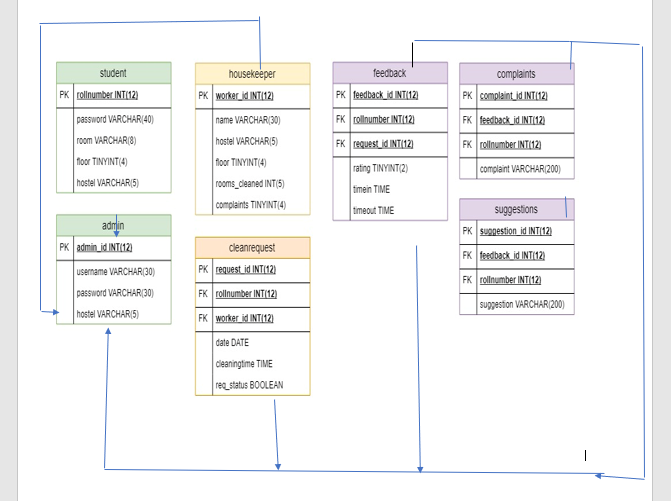 student
PK rollnumber INT(12)
password VARCHAR(40)
room VARCHAR(8)
floor TINYINT(4)
hostel VARCHAR(5)
admin
PK admin_id INT(12)
username VARCHAR(30)
password VARCHAR(30)
hostel VARCHAR(5)
housekeeper
PK worker_id INT(12)
name VARCHAR(30)
hostel VARCHAR(5)
floor TINYINT(4)
rooms_cleaned INT(5)
complaints TINYINT(4)
cleanrequest
PK request_id INT(12)
FK rollnumber INT(12)
FK worker_id INT(12)
date DATE
cleaningtime TIME
req_status BOOLEAN
feedback
PK feedback_id INT(12)
FK rollnumber INT(12)
FK request_id INT(12)
rating TINYINT(2)
timein TIME
timeout TIME
complaints
PK complaint_id INT(12)
FK feedback_id INT(12)
FK rollnumber INT(12)
complaint VARCHAR(200)
suggestions
PK suggestion_id INT(12)
FK feedback_id INT(12)
FK rollnumber INT(12)
suggestion VARCHAR(200)